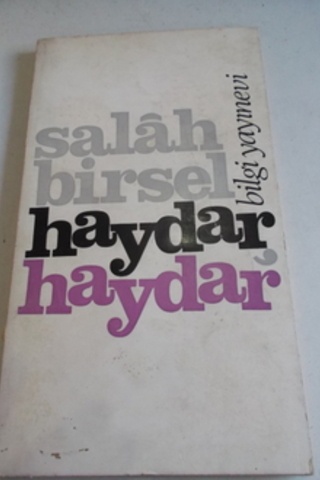 salâh
birsel
haydar,
haydar
bilgi yayınevi